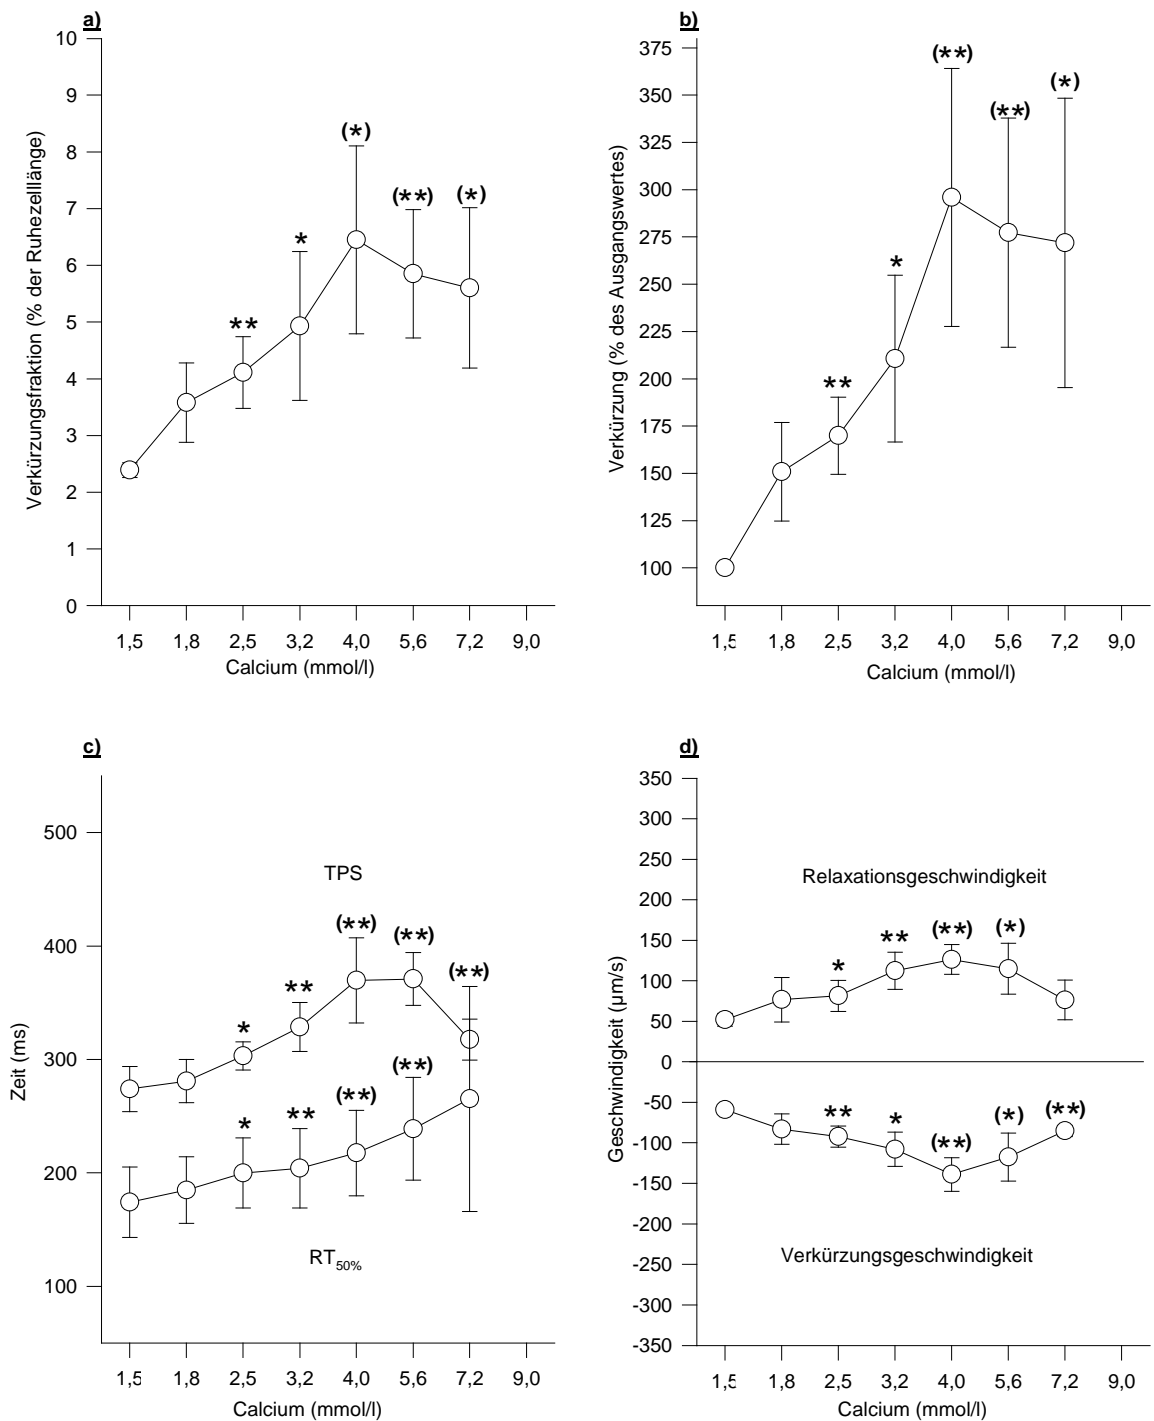 a)
Verkürzungsfraktion (% der Ruhezelllänge)
10
9
8
7
6
5
4
3
2
1
0
** * (*) (**) (*)
1,5 1,8 2,5 3,2 4,0 5,6 7,2 9,0
Calcium (mmol/l)
b)
Verkürzung (% des Ausgangswertes)
375
350
325
300
275
250
225
200
175
150
125
100
** * (**) (**) (*)
1,5 1,8 2,5 3,2 4,0 5,6 7,2 9,0
Calcium (mmol/l)
c)
Zeit (ms)
500
400
300
200
100
TPS
* ** (**) (**) (**)
* ** (**) (**)
RT50%
1,5 1,8 2,5 3,2 4,0 5,6 7,2 9,0
Calcium (mmol/l)
d)
Geschwindigkeit (µm/s)
350
300
250
200
150
100
50
0
-50
-100
-150
-200
-250
-300
-350
Relaxationsgeschwindigkeit
* ** (**) (*)
** * (**) (*) (**)
Verkürzungsgeschwindigkeit
1,5 1,8 2,5 3,2 4,0 5,6 7,2 9,0
Calcium (mmol/l)